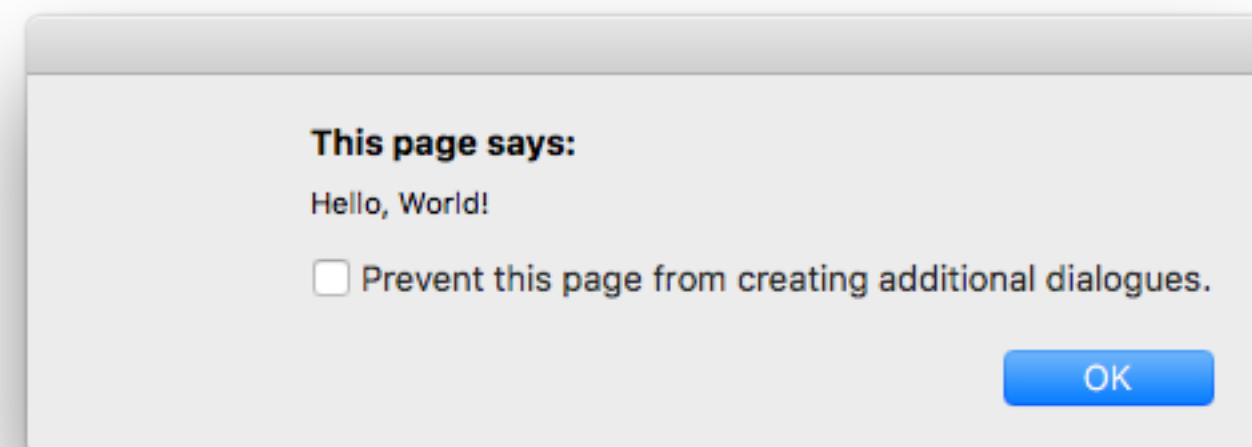 This page says:
Hello, World!
Prevent this page from creating additional dialogues.
OK